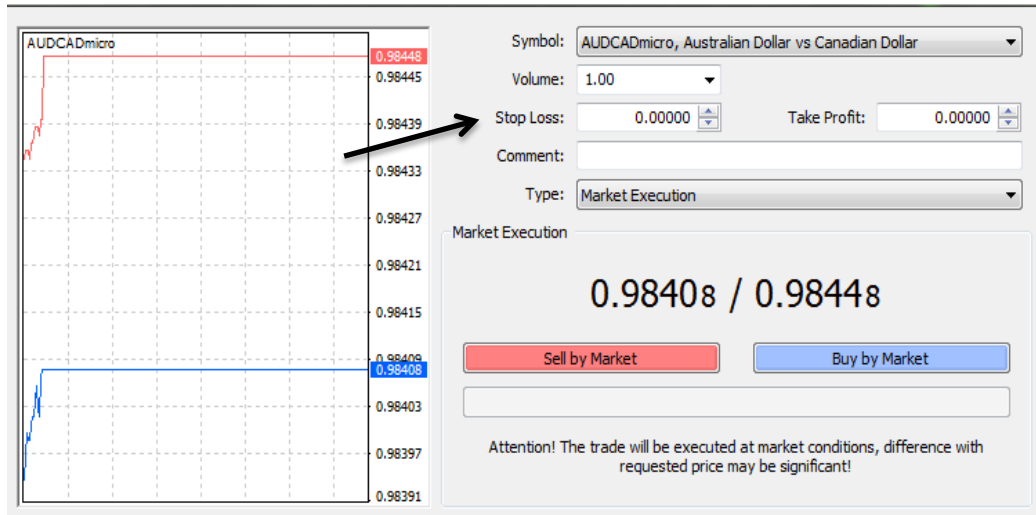 AUDCADmicro
0.98448
0.98445
0.98439
0.98433
0.98427
0.98421
0.98415
0.98409
0.98408
0.98403
0.98397
0.98391
Symbol: AUDCADmicro, Australian Dollar vs Canadian Dollar
Volume: 1.00
Stop Loss: 0.00000 Take Profit: 0.00000
Comment:
Type: Market Execution
Market Execution
0.98408 / 0.98448
Sell by Market Buy by Market
Attention! The trade will be executed at market conditions, difference with
requested price may be significant!